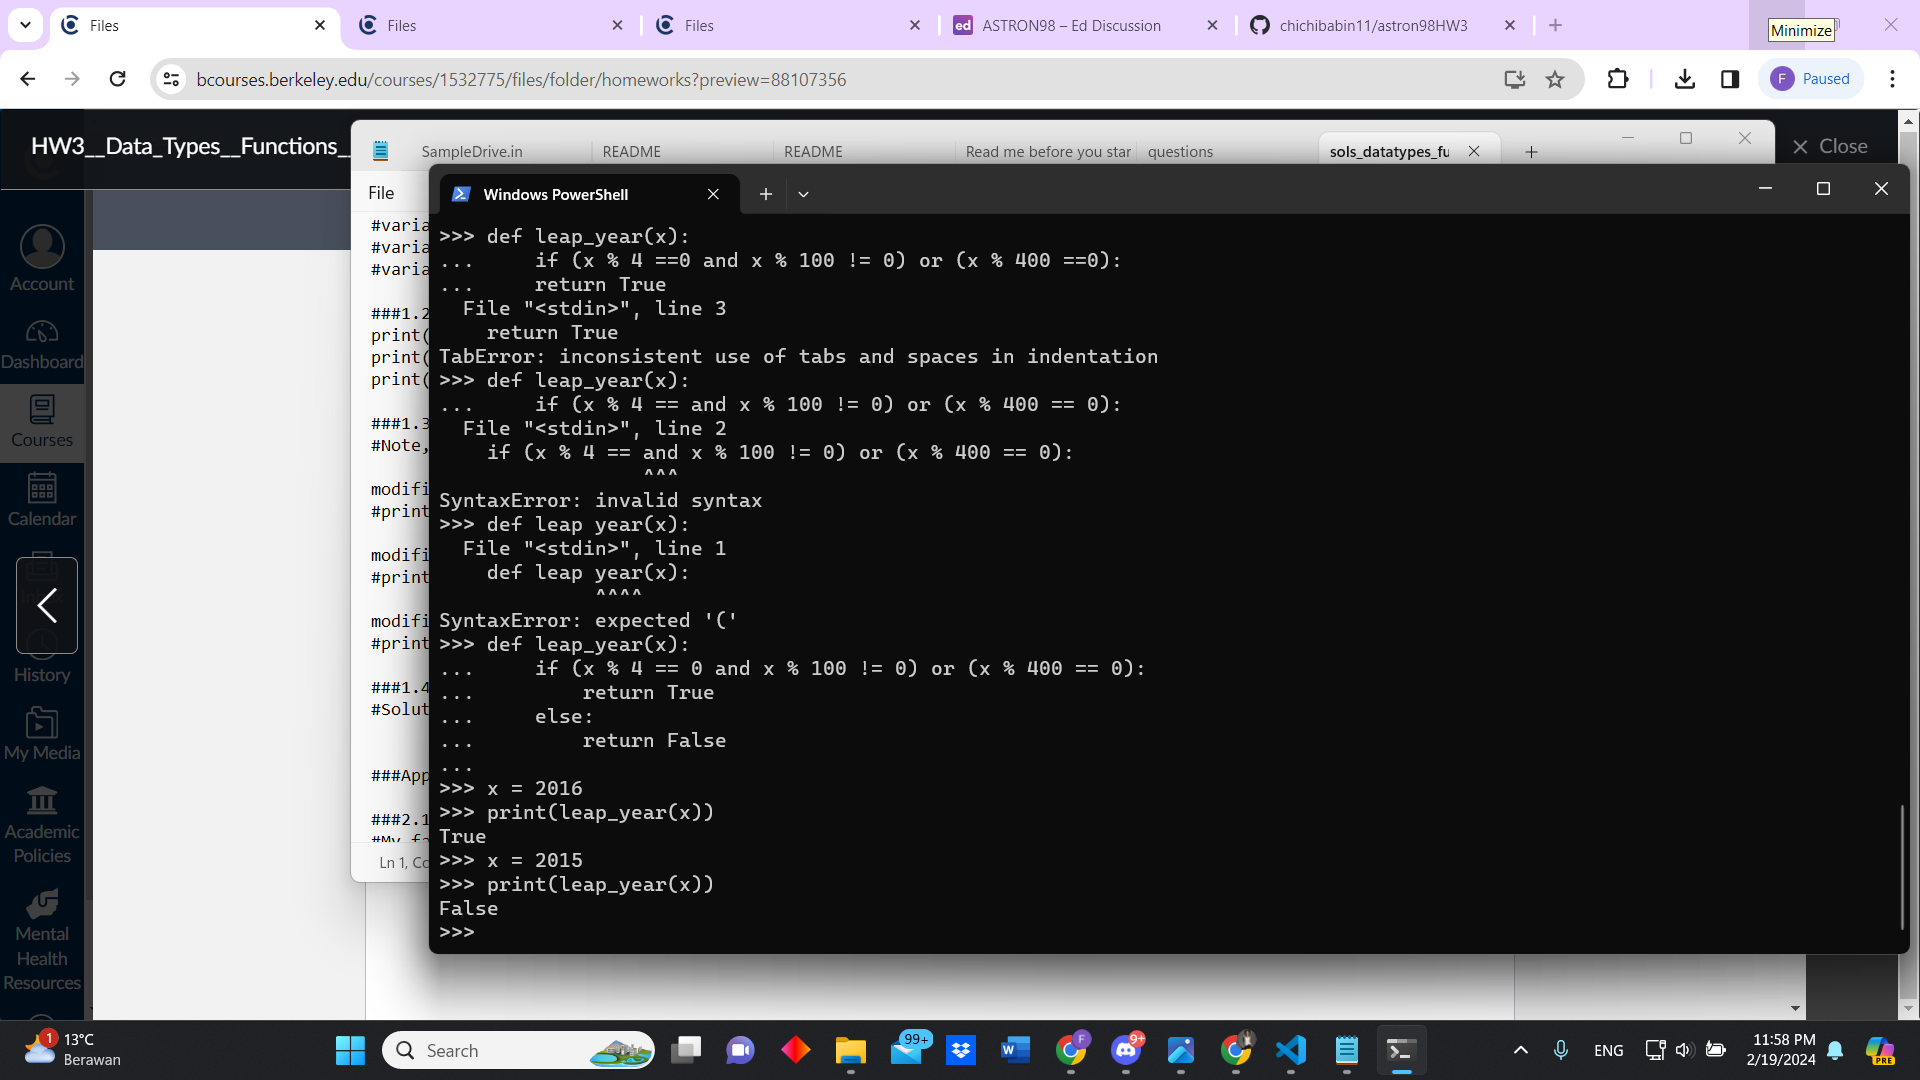 Files
Files
Files
ed ASTRON98 – Ed Discussion
chichibabin11/astron98HW3
Minimize
bcourses.berkeley.edu/courses/1532775/files/folder/homeworks?preview=88107356
F Paused
HW3__Data_Types__Functions__
SampleDrive.in
README
README
Read me before you star
questions
sols_datatypes_fu
Close
File
Windows PowerShell
Account
Dashboard
Courses
Calendar
History
My Media
Academic
Policies
Mental
Health
Resources
#varia
#varia
#varia
###1.2
print(
print(
print(
###1.3
#Note,
modifi
#print
modifi
#print
modifi
#print
###1.4
#Solut
###App
###2.1
#My fa
Ln 1, Co
>>> def leap_year(x):
...     if (x % 4 ==0 and x % 100 != 0) or (x % 400 ==0):
...     return True
  File "<stdin>", line 3
    return True
TabError: inconsistent use of tabs and spaces in indentation
>>> def leap_year(x):
...     if (x % 4 == and x % 100 != 0) or (x % 400 == 0):
  File "<stdin>", line 2
    if (x % 4 == and x % 100 != 0) or (x % 400 == 0):
                 ^^^
SyntaxError: invalid syntax
>>> def leap year(x):
  File "<stdin>", line 1
    def leap year(x):
             ^^^^
SyntaxError: expected '('
>>> def leap_year(x):
...     if (x % 4 == 0 and x % 100 != 0) or (x % 400 == 0):
...         return True
...     else:
...         return False
...
>>> x = 2016
>>> print(leap_year(x))
True
>>> x = 2015
>>> print(leap_year(x))
False
>>>
1
13°C
Berawan
Search
99+
F
9+
ENG
11:58 PM
2/19/2024
PRE